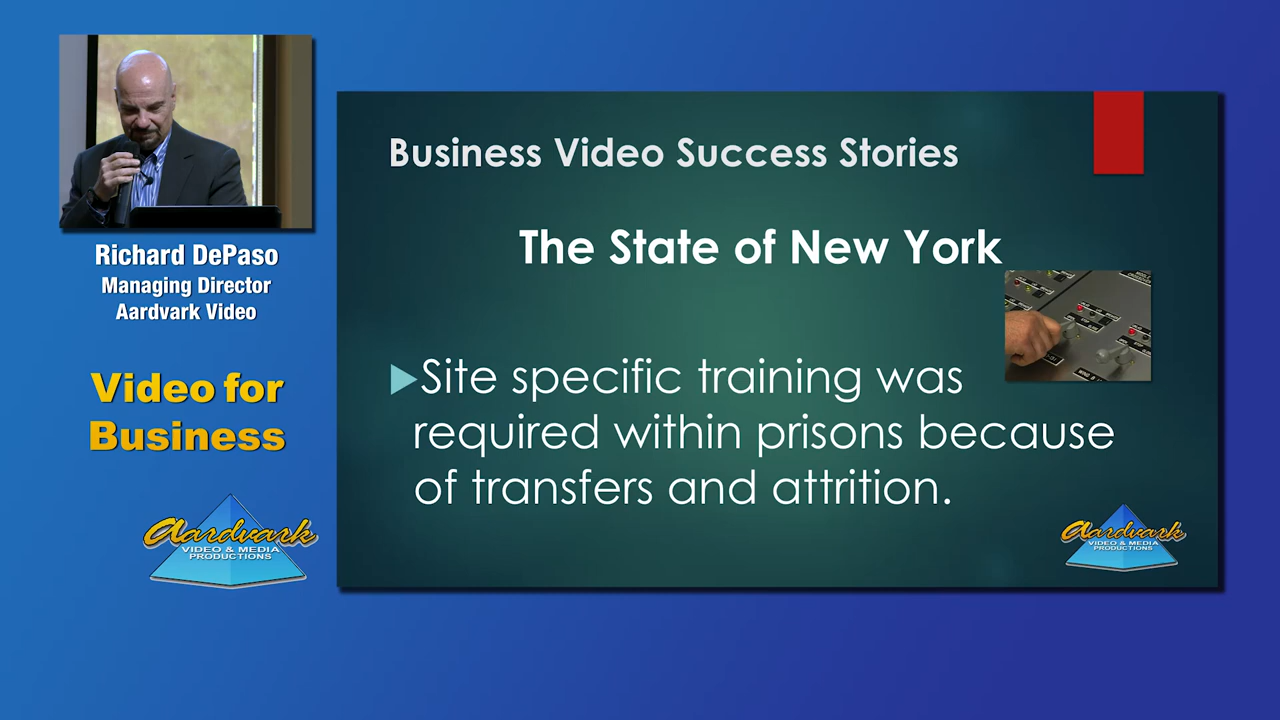 Richard DePaso
Managing Director
Aardvark Video
Video for
Business
Aardvark
VIDEO & MEDIA
PRODUCTIONS
Business Video Success Stories
The State of New York
Site specific training was
required within prisons because
of transfers and attrition.
Aardvark
VIDEO & MEDIA
PRODUCTIONS